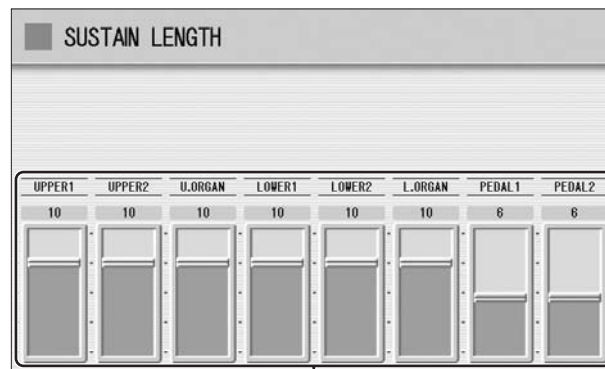 SUSTAIN LENGTH
UPPER1 UPPER2 U.ORGAN LOWER1 LOWER2 L.ORGAN PEDAL1 PEDAL2
10 10 10 10 10 10 6 6